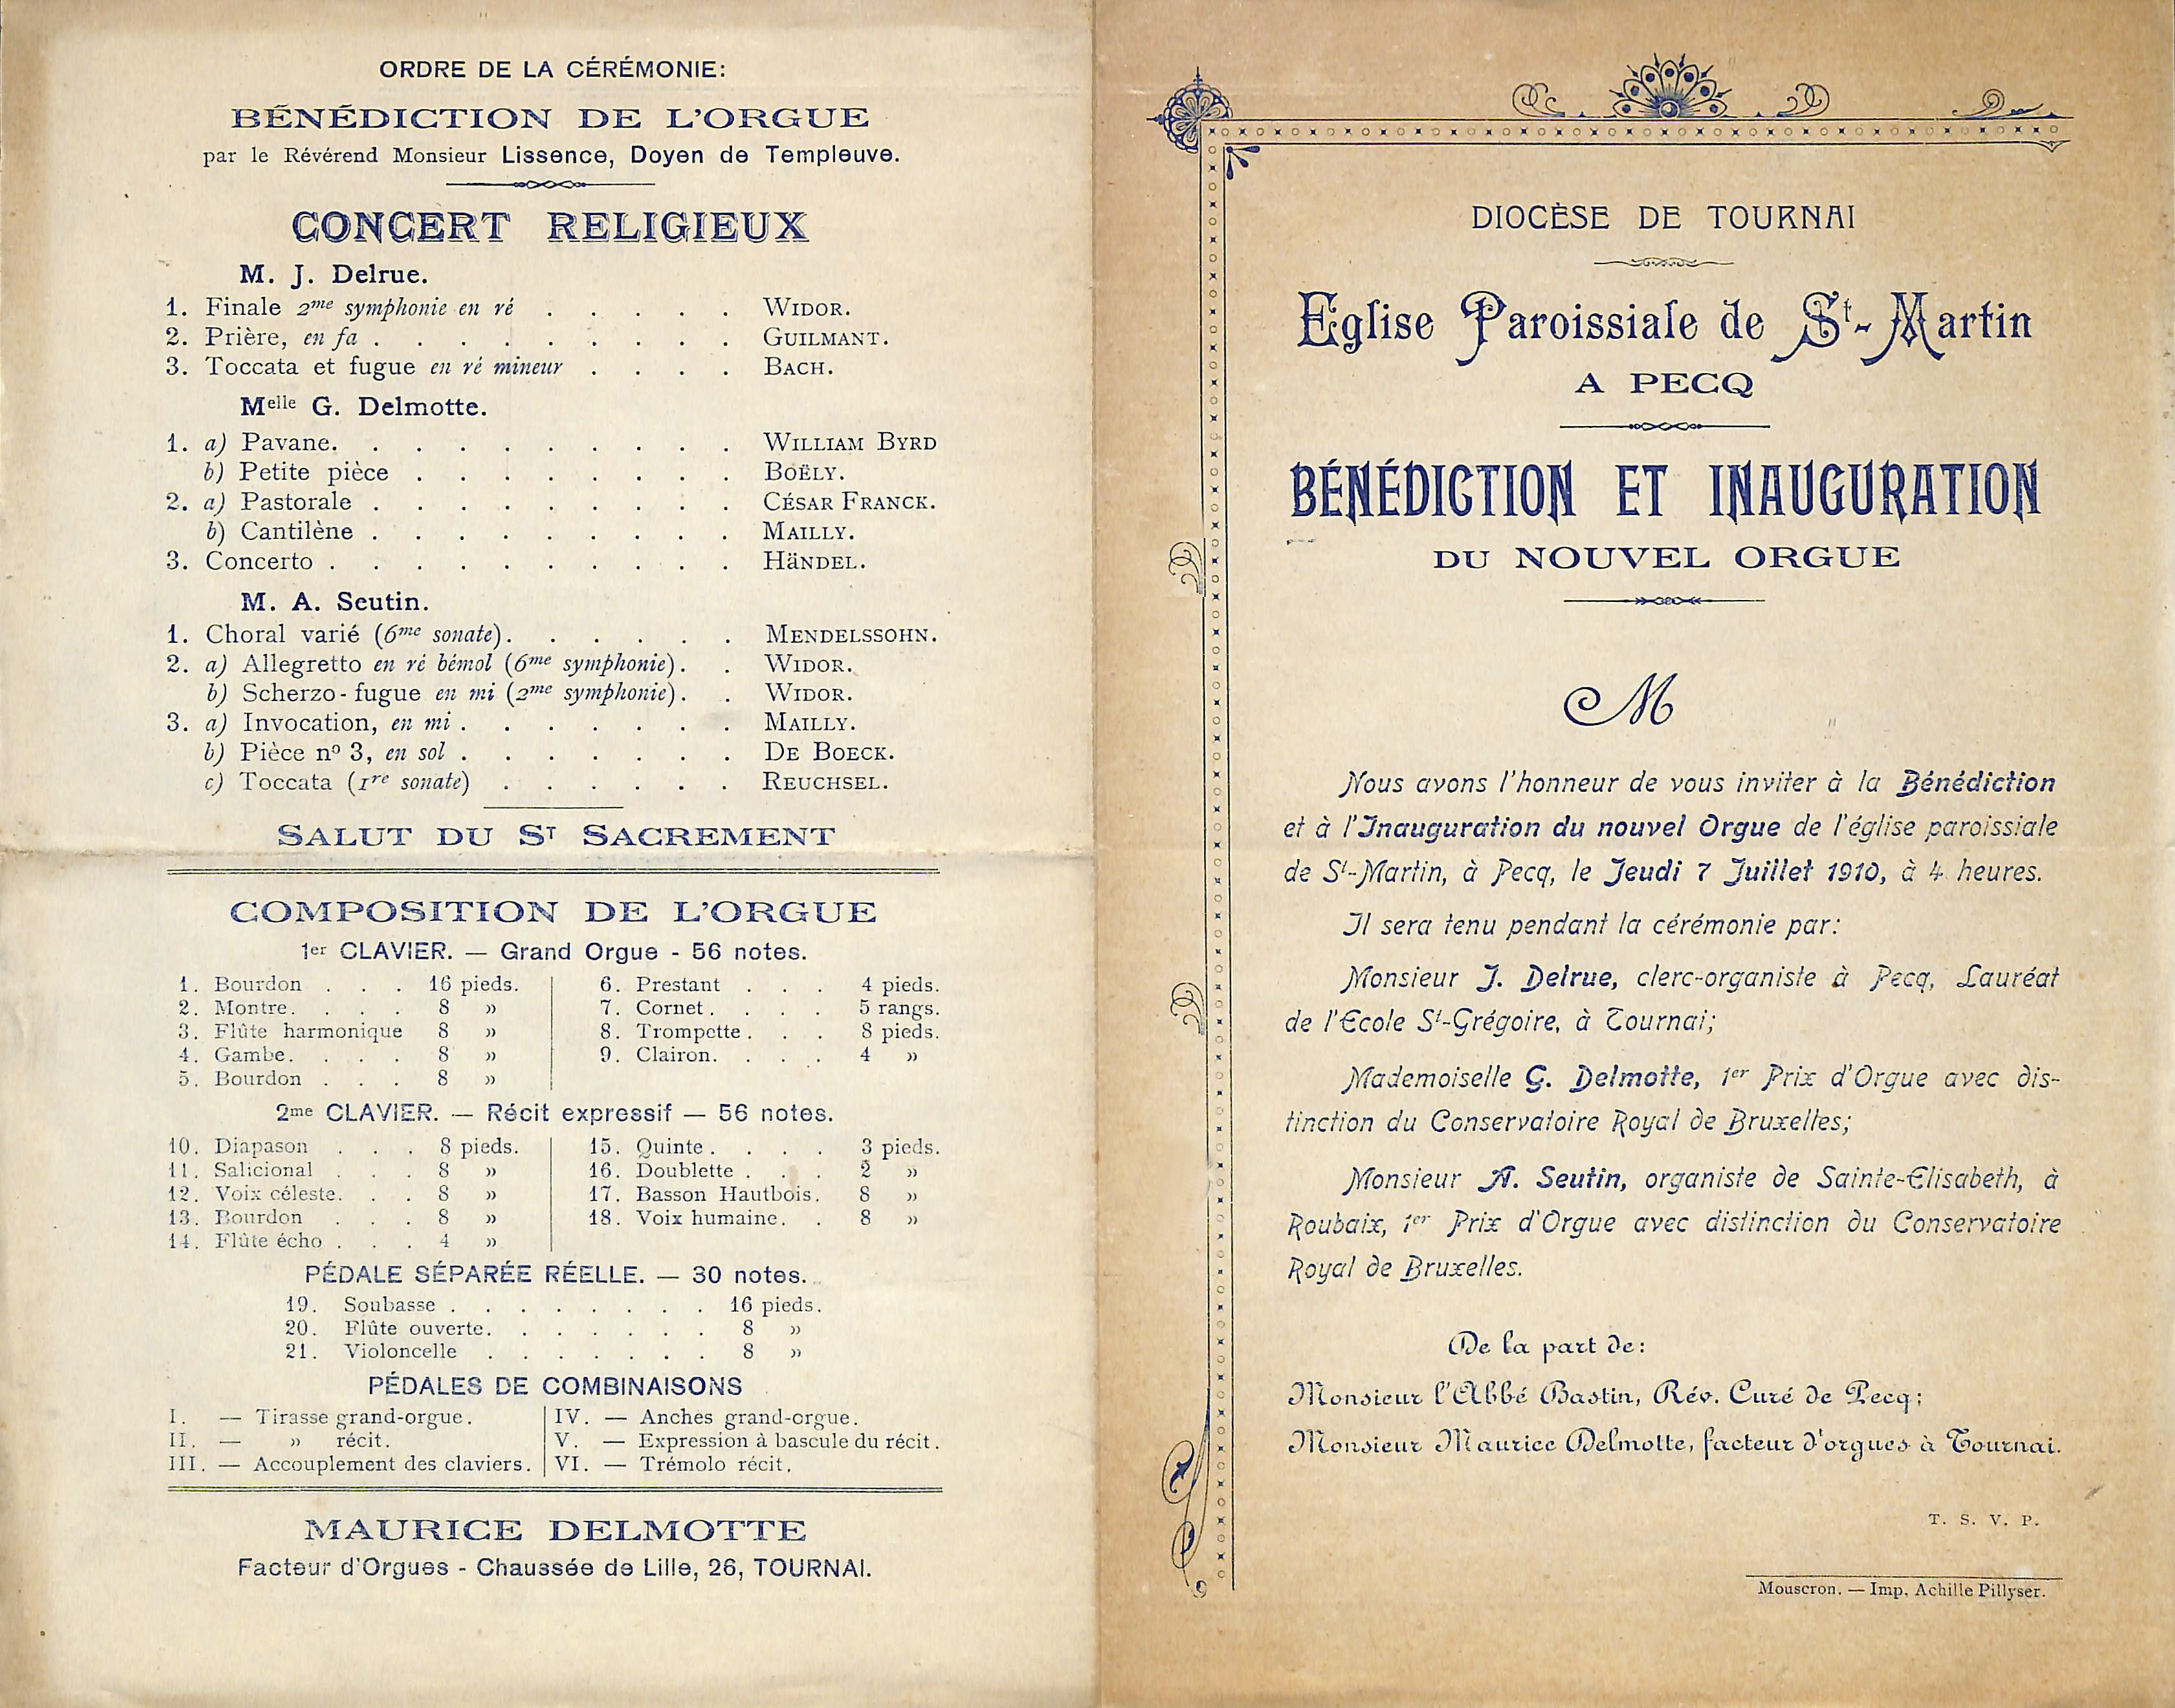 ORDRE DE LA CÉRÉMONIE:
BÉNÉDICTION DE L'ORGUE
par le Révérend Monsieur Lissence, Doyen de Templeuve.
CONCERT RELIGIEUX
M. J. Delrue.
1. Finale 2me symphonie en ré . . . . . WIDOR.
2. Prière, en fa . . . . . . . . . GUILMANT.
3. Toccata et fugue en ré mineur . . . . BACH.
Melle G. Delmotte.
1. a) Pavane. . . . . . . . . . WILLIAM BYRD
b) Petite pièce . . . . . . . . BOËLY.
2. a) Pastorale . . . . . . . . . CÉSAR FRANCK.
b) Cantilène . . . . . . . . . MAILLY.
3. Concerto . . . . . . . . . . HÄNDEL.
M. A. Seutin.
1. Choral varié (6me sonate). . . . . . MENDELSSOHN.
2. a) Allegretto en ré bémol (6me symphonie). . WIDOR.
b) Scherzo-fugue en mi (2me symphonie). . WIDOR.
3. a) Invocation, en mi . . . . . . . MAILLY.
b) Pièce no 3, en sol . . . . . . . DE BOECK.
c) Toccata (1re sonate) . . . . . . REUCHSEL.
SALUT DU ST SACREMENT
COMPOSITION DE L'ORGUE
1er CLAVIER. — Grand Orgue - 56 notes.
1. Bourdon . . . 16 pieds.
2. Montre. . . . 8 »
3. Flûte harmonique 8 »
4. Gambe. . . . 8 »
5. Bourdon . . . 8 »
6. Prestant . . . 4 pieds.
7. Cornet . . . . 5 rangs.
8. Trompette . . . 8 pieds.
9. Clairon. . . . 4 »
2me CLAVIER. — Récit expressif — 56 notes.
10. Diapason . . . 8 pieds.
11. Salicional . . . 8 »
12. Voix céleste. . . 8 »
13. Bourdon . . . 8 »
14. Flûte écho . . . 4 »
15. Quinte . . . . 3 pieds.
16. Doublette . . . 2 »
17. Basson Hautbois. 8 »
18. Voix humaine. . 8 »
PÉDALE SÉPARÉE RÉELLE. — 30 notes.
19. Soubasse . . . . . . . 16 pieds.
20. Flûte ouverte. . . . . . 8 »
21. Violoncelle . . . . . . 8 »
PÉDALES DE COMBINAISONS
I. — Tirasse grand-orgue.
II. — » récit.
III. — Accouplement des claviers.
IV. — Anches grand-orgue.
V. — Expression à bascule du récit.
VI. — Trémolo récit.
MAURICE DELMOTTE
Facteur d'Orgues - Chaussée de Lille, 26, TOURNAI.
DIOCÈSE DE TOURNAI
Eglise Paroissiale de St-Martin
A PECQ
BÉNÉDICTION ET INAUGURATION
DU NOUVEL ORGUE
M
Nous avons l'honneur de vous inviter à la Bénédiction
et à l'Inauguration du nouvel Orgue de l'église paroissiale
de St-Martin, à Pecq, le Jeudi 7 Juillet 1910, à 4 heures.
Il sera tenu pendant la cérémonie par:
Monsieur J. Delrue, clerc-organiste à Pecq, Lauréat
de l'Ecole St-Grégoire, à Tournai;
Mademoiselle G. Delmotte, 1er Prix d'Orgue avec dis-
tinction du Conservatoire Royal de Bruxelles;
Monsieur A. Seutin, organiste de Sainte-Elisabeth, à
Roubaix, 1er Prix d'Orgue avec distinction du Conservatoire
Royal de Bruxelles.
De la part de:
Monsieur l'Abbé Bastin, Rév. Curé de Pecq;
Monsieur Maurice Delmotte, facteur d'orgues à Tournai.
T. S. V. P.
Mouscron. — Imp. Achille Pillyser.